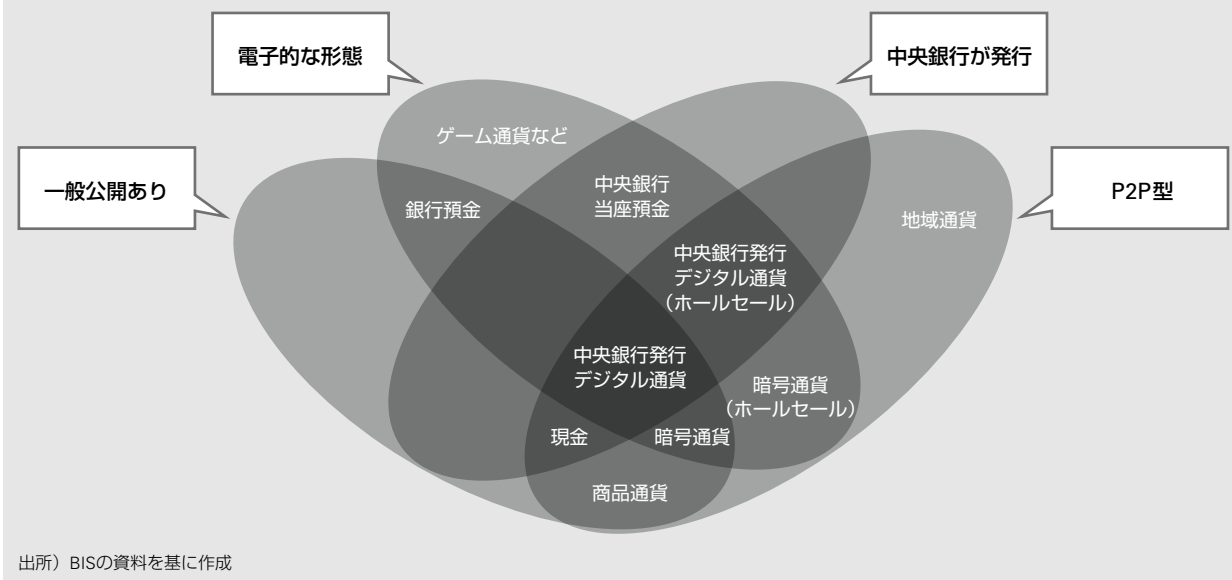 電子的な形態
中央銀行が発行
一般公開あり
P2P型
ゲーム通貨など
銀行預金
中央銀行
当座預金
地域通貨
中央銀行発行
デジタル通貨
（ホールセール）
中央銀行発行
デジタル通貨
暗号通貨
（ホールセール）
現金
暗号通貨
商品通貨
出所）BISの資料を基に作成